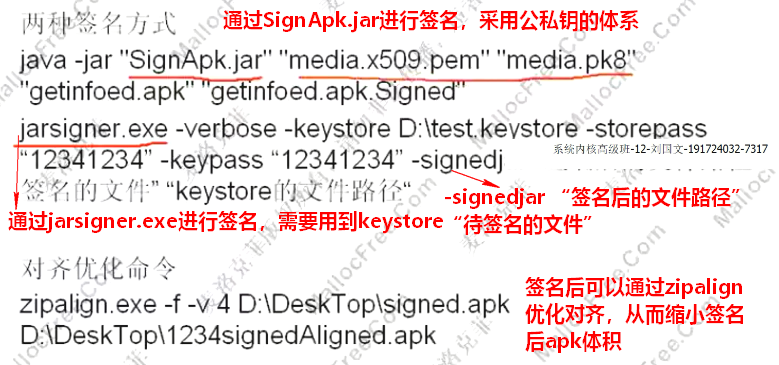 两种签名方式
通过SignApk.jar进行签名，采用公私钥的体系
java -jar "SignApk.jar" "media.x509.pem" "media.pk8"
"getinfoed.apk" "getinfoed.apk.Signed"
jarsigner.exe -verbose -keystore D:\test.keystore -storepass
“12341234” -keypass “12341234” -signedj
系统内核高级班-12-刘国文-191724032-7317
签名的文件” “keystore的文件路径“
-signedjar “签名后的文件路径”
通过jarsigner.exe进行签名，需要用到keystore “待签名的文件”
对齐优化命令
zipalign.exe -f -v 4 D:\DeskTop\signed.apk
D:\DeskTop\1234signedAligned.apk
签名后可以通过zipalign
优化对齐，从而缩小签名
后apk体积
MallocFree.Com
麦洛克菲